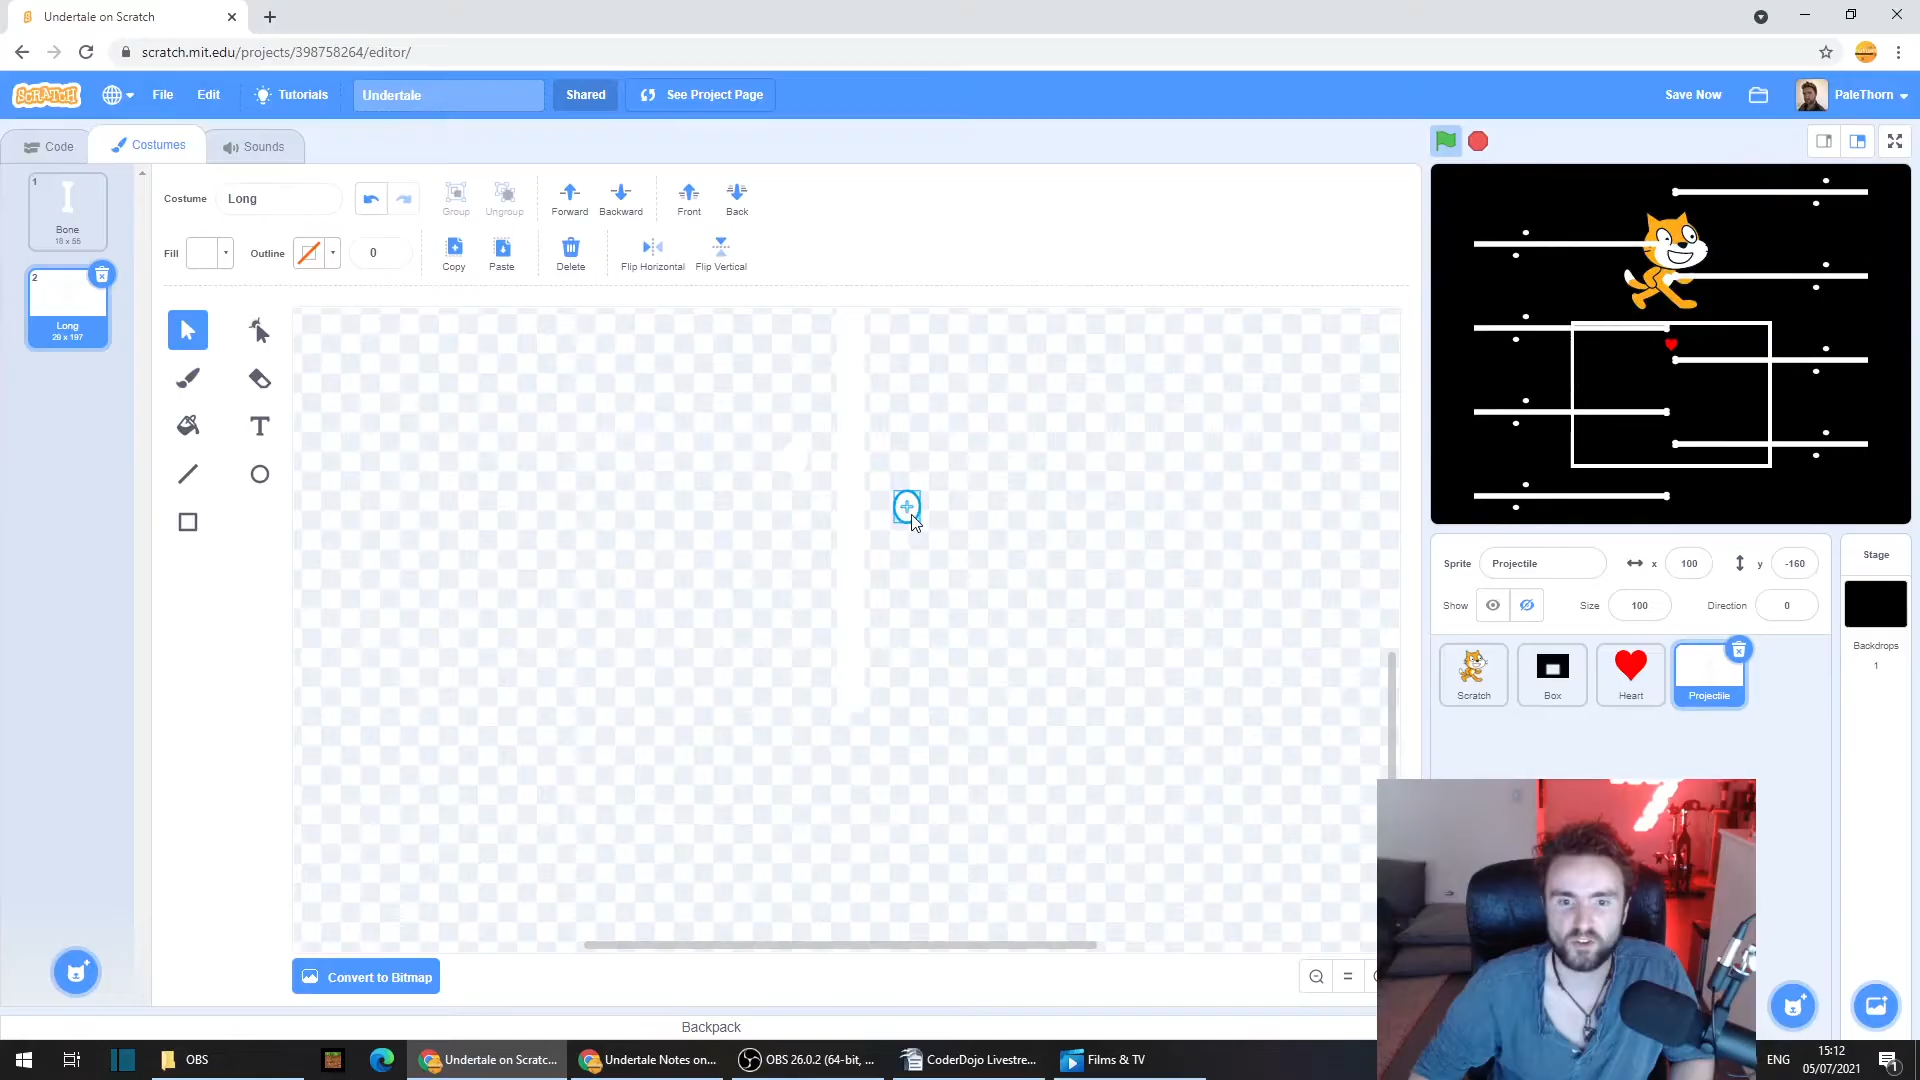 Undertale on Scratch
scratch.mit.edu/projects/398758264/editor/
SCRATCH
File
Edit
Tutorials
Undertale
Shared
See Project Page
Save Now
PaleThorn
Code
Costumes
Sounds
1
Bone
18 x 55
2
Long
29 x 197
Costume
Long
Group
Ungroup
Forward
Backward
Front
Back
Fill
Outline
0
Copy
Paste
Delete
Flip Horizontal
Flip Vertical
T
Convert to Bitmap
Backpack
Sprite
Projectile
x
100
y
-160
Show
Size
100
Direction
0
Scratch
Box
Heart
Projectile
Stage
Backdrops
1
OBS
Undertale on Scratc...
Undertale Notes on...
OBS 26.0.2 (64-bit, ...
CoderDojo Livestre...
Films & TV
ENG
15:12
05/07/2021
1